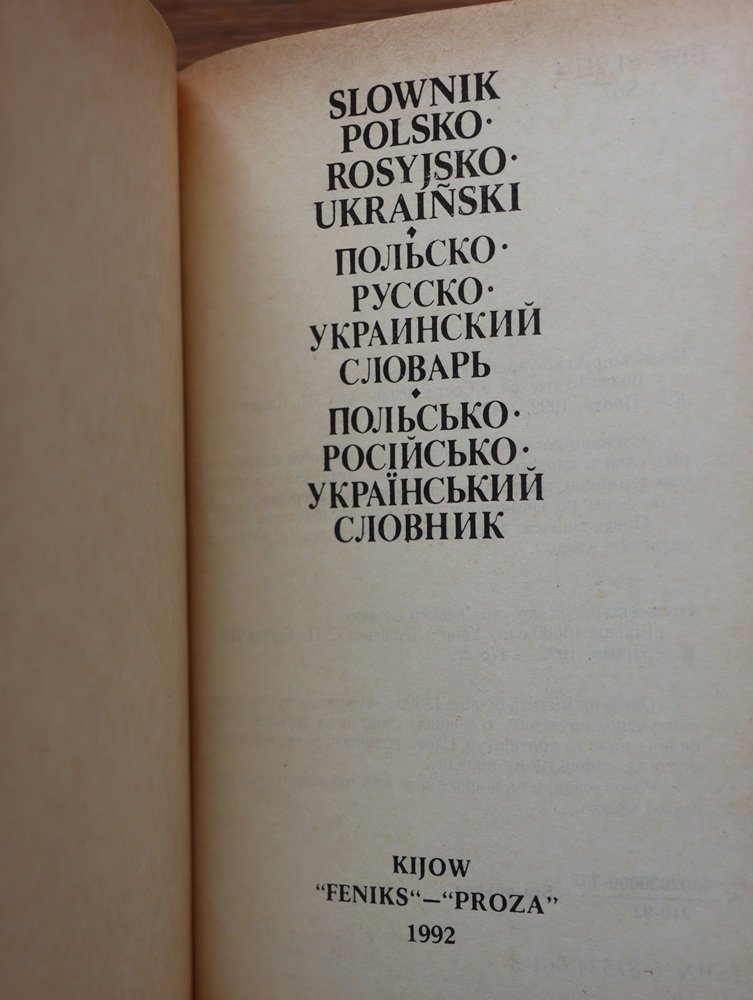 SLOWNIK
POLSKO·
ROSYJSKO·
UKRAIŃSKI
ПОЛЬСКО·
РУССКО·
УКРАИНСКИЙ
СЛОВАРЬ
ПОЛЬСЬКО·
РОСІЙСЬКО·
УКРАЇНСЬКИЙ
СЛОВНИК
KIJOW
"FENIKS"—"PROZA"
1992